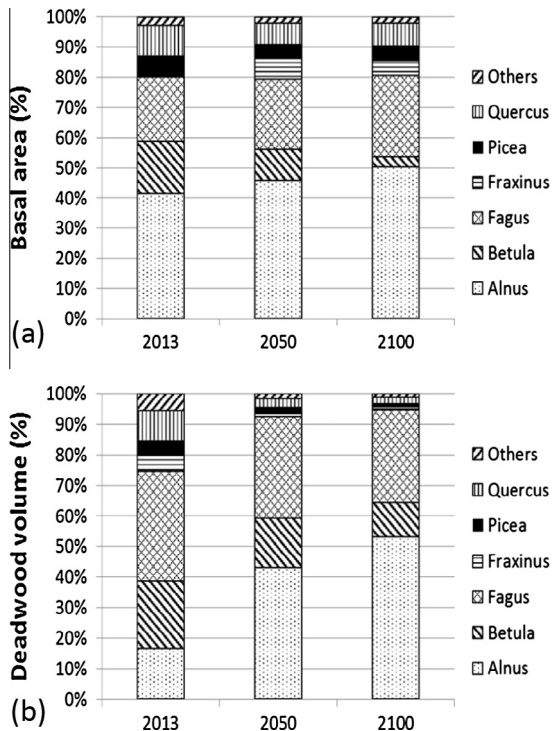 Basal area (%)
100%
90%
80%
70%
60%
50%
40%
30%
20%
10%
0%
2013 2050 2100
Others
Quercus
Picea
Fraxinus
Fagus
Betula
Alnus
(a)
Deadwood volume (%)
100%
90%
80%
70%
60%
50%
40%
30%
20%
10%
0%
2013 2050 2100
Others
Quercus
Picea
Fraxinus
Fagus
Betula
Alnus
(b)